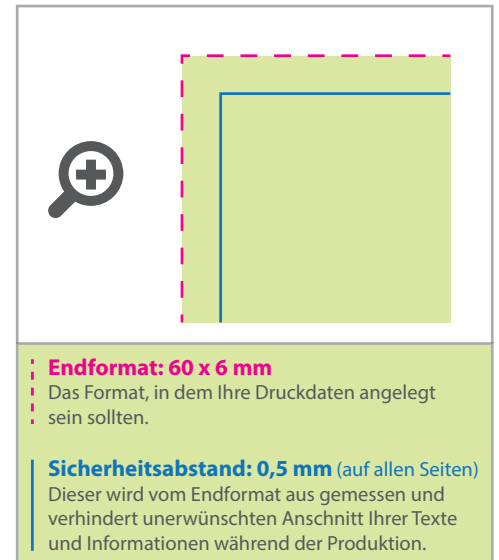 Endformat: 60 x 6 mm
Das Format, in dem Ihre Druckdaten angelegt
sein sollten.
Sicherheitsabstand: 0,5 mm (auf allen Seiten)
Dieser wird vom Endformat aus gemessen und
verhindert unerwünschten Anschnitt Ihrer Texte
und Informationen während der Produktion.